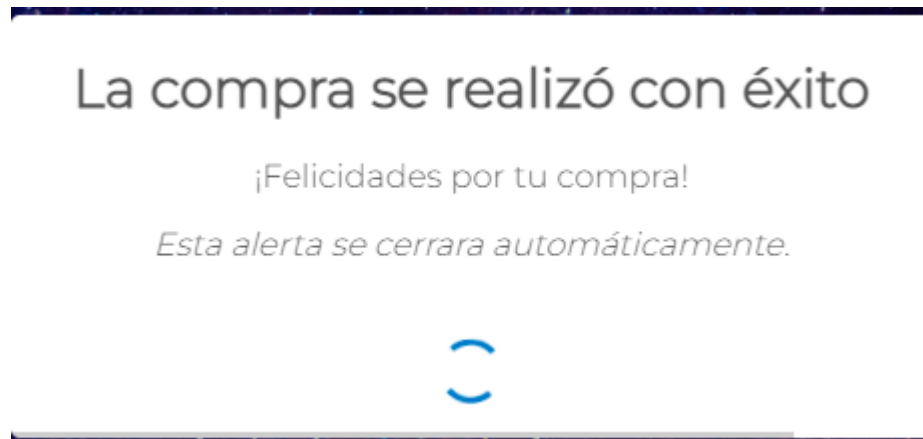 La compra se realizó con éxito
¡Felicidades por tu compra!
Esta alerta se cerrara automáticamente.